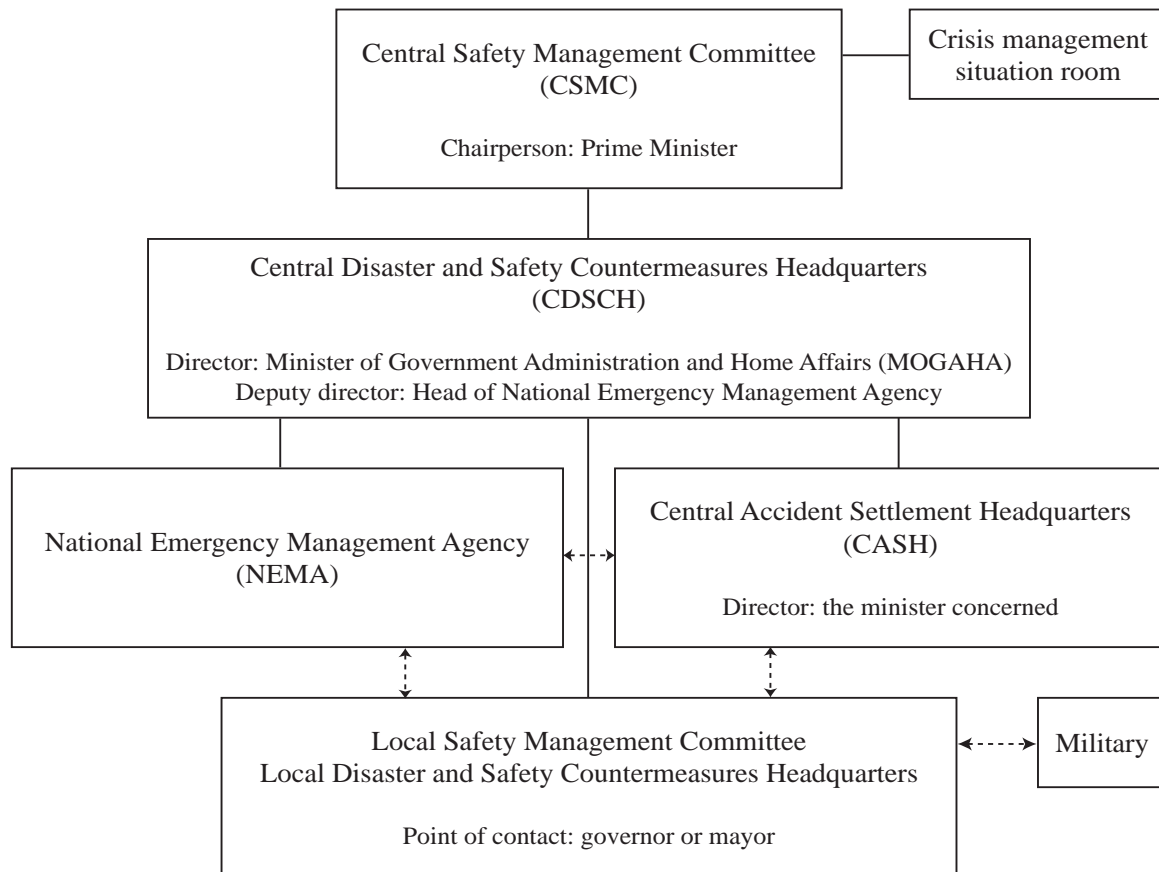 Central Safety Management Committee
(CSMC)
Chairperson: Prime Minister
Crisis management
situation room
Central Disaster and Safety Countermeasures Headquarters
(CDSCH)
Director: Minister of Government Administration and Home Affairs (MOGAHA)
Deputy director: Head of National Emergency Management Agency
National Emergency Management Agency
(NEMA)
Central Accident Settlement Headquarters
(CASH)
Director: the minister concerned
Local Safety Management Committee
Local Disaster and Safety Countermeasures Headquarters
Point of contact: governor or mayor
Military